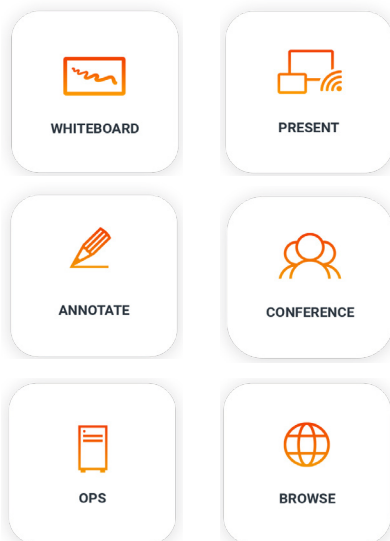 WHITEBOARD
PRESENT
ANNOTATE
CONFERENCE
OPS
BROWSE